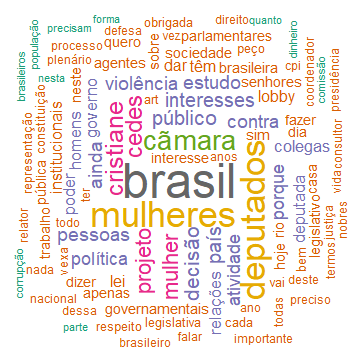 forma
precisam defesa obrigada direito quanto
processo quero vez parlamentares
plenário agentes sobre sociedade peço dinheiro
neste dar têm brasileira cpi comissão
brasileiros população nesta
violência estudo senhores coordenador presidência
homens governo interesses lobby
constituição institucionais ainda cristiane cedes art público contra fazer
poder câmara sim dia consultor
representação pública interesse anos colegas vida
brasil
trabalho todo ter deputados porque deputada legislativo casa justiça
mulheres nobres
relator pessoas projeto mulher decisão país atividade hoje rio bem termos
nada vexa política relações vai deste
corrupção dizer lei
nacional apenas governamentais ano todas preciso
dessa
parte respeito legislativa cada
brasileiro falar importante